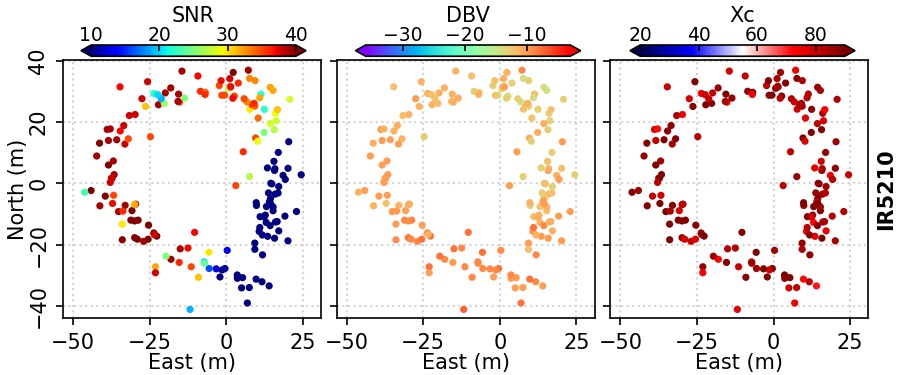 SNR DBV Xc
10 20 30 40 −30 −20 −10 20 40 60 80
40
20
0
−20
−40
North (m)
−50 −25 0 25 −50 −25 0 25 −50 −25 0 25
East (m) East (m) East (m)
IR5210